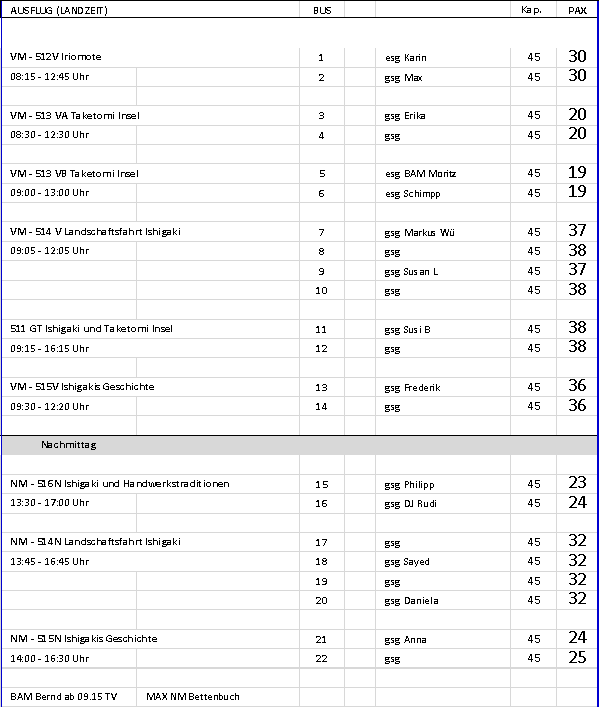 AUSFLUG (LANDZEIT) BUS Kap. PAX
VM - 512V Iriomote 1 esg Karin 45 30
08:15 - 12:45 Uhr 2 gsg Max 45 30
VM - 513 VA Taketomi Insel 3 gsg Erika 45 20
08:30 - 12:30 Uhr 4 gsg 45 20
VM - 513 VB Taketomi Insel 5 esg BAM Moritz 45 19
09:00 - 13:00 Uhr 6 esg Schimpp 45 19
VM - 514 V Landschaftsfahrt Ishigaki 7 gsg Markus Wü 45 37
09:05 - 12:05 Uhr 8 gsg 45 38
9 gsg Susan L 45 37
10 gsg 45 38
511 GT Ishigaki und Taketomi Insel 11 gsg Susi B 45 38
09:15 - 16:15 Uhr 12 gsg 45 38
VM - 515V Ishigakis Geschichte 13 gsg Frederik 45 36
09:30 - 12:20 Uhr 14 gsg 45 36
Nachmittag
NM - 516N Ishigaki und Handwerkstraditionen 15 gsg Philipp 45 23
13:30 - 17:00 Uhr 16 gsg DJ Rudi 45 24
NM - 514N Landschaftsfahrt Ishigaki 17 gsg 45 32
13:45 - 16:45 Uhr 18 gsg Sayed 45 32
19 gsg 45 32
20 gsg Daniela 45 32
NM - 515N Ishigakis Geschichte 21 gsg Anna 45 24
14:00 - 16:30 Uhr 22 gsg 45 25
BAM Bernd ab 09.15 TV MAX NM Bettenbuch